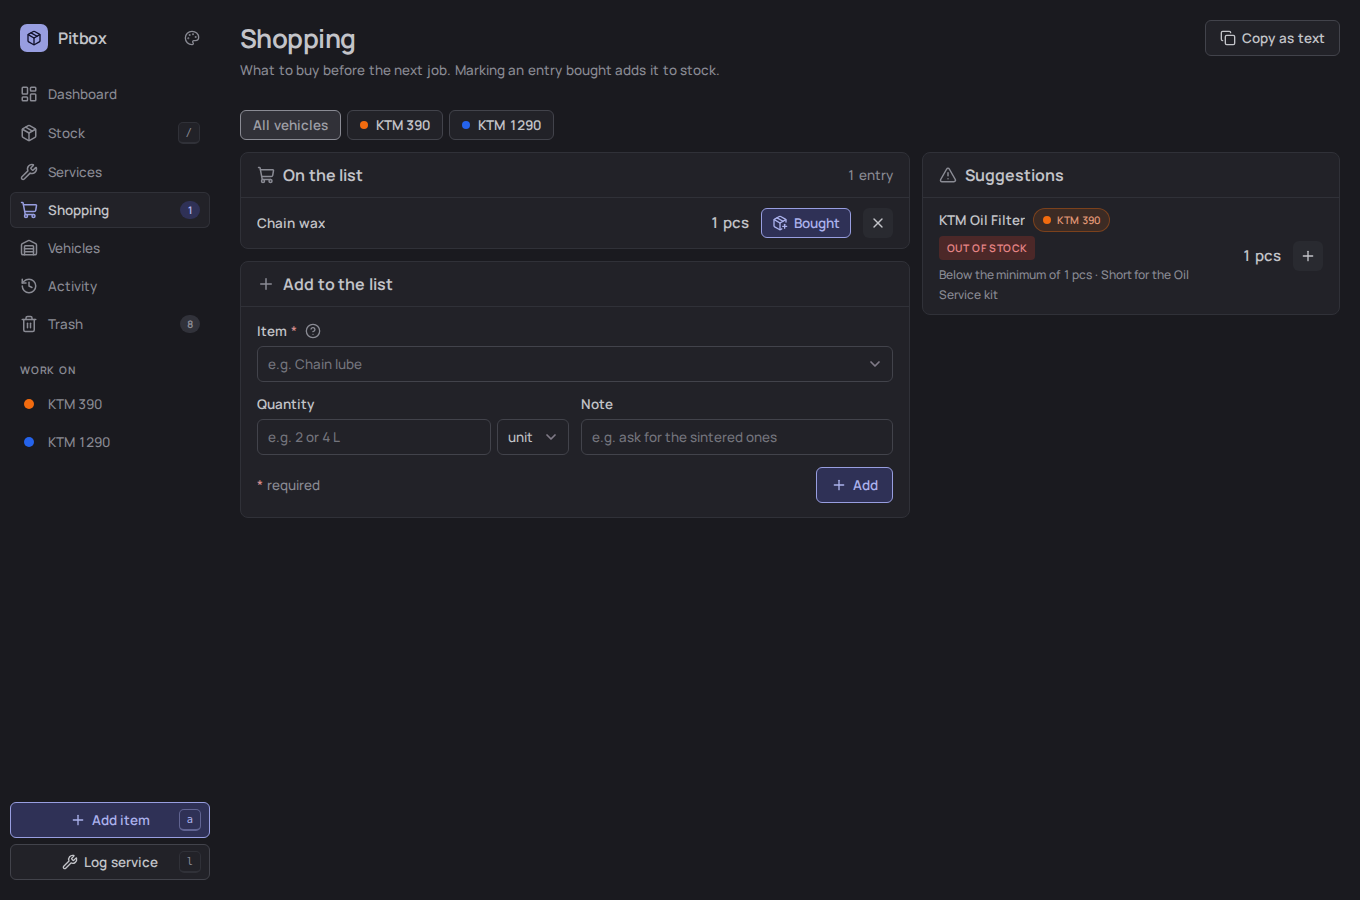 Pitbox
Dashboard
Stock /
Services
Shopping 1
Vehicles
Activity
Trash 8
WORK ON
KTM 390
KTM 1290
Add item a
Log service l
Shopping
Copy as text
What to buy before the next job. Marking an entry bought adds it to stock.
All vehicles KTM 390 KTM 1290
On the list 1 entry
Chain wax 1 pcs Bought
Add to the list
Item *
e.g. Chain lube
Quantity Note
e.g. 2 or 4 L unit e.g. ask for the sintered ones
* required Add
Suggestions
KTM Oil Filter KTM 390
OUT OF STOCK
1 pcs
Below the minimum of 1 pcs · Short for the Oil
Service kit